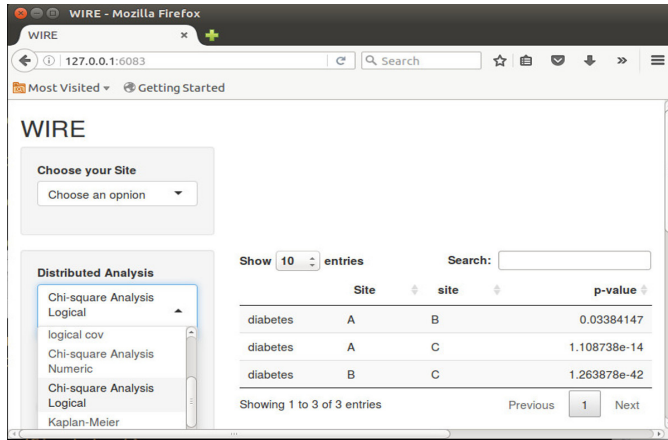 WIRE - Mozilla Firefox
WIRE
127.0.0.1:6083
Search
Most Visited
Getting Started
WIRE
Choose your Site
Choose an opnion
Distributed Analysis
Chi-square Analysis
Logical
logical cov
Chi-square Analysis
Numeric
Chi-square Analysis
Logical
Kaplan-Meier
Show 10 entries
Search:
Site site p-value
diabetes A B 0.03384147
diabetes A C 1.108738e-14
diabetes B C 1.263878e-42
Showing 1 to 3 of 3 entries
Previous 1 Next